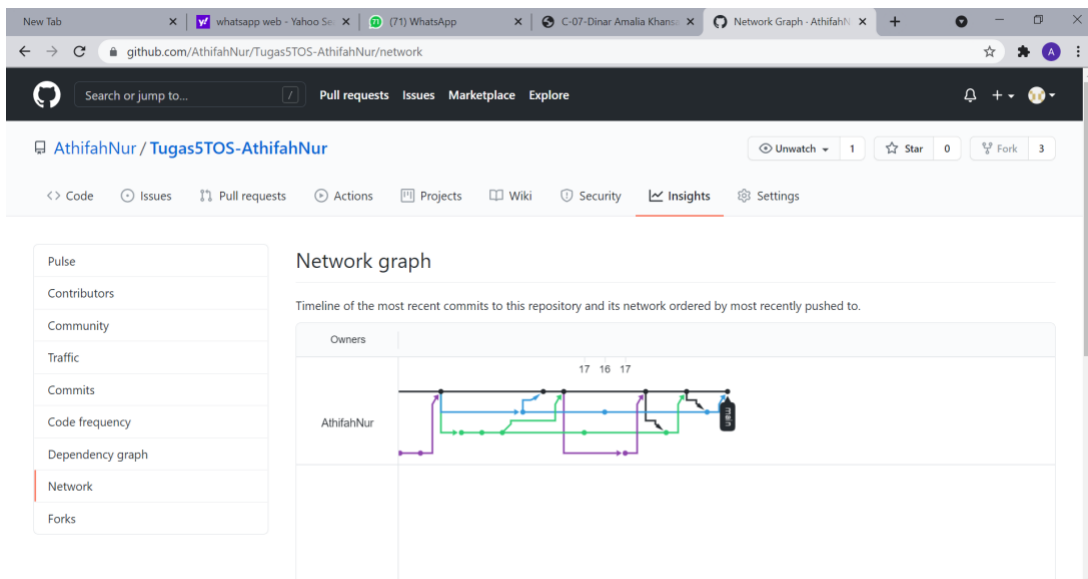 New Tab
whatsapp web - Yahoo Se
(71) WhatsApp
C-07-Dinar Amalia Khansa
Network Graph · AthifahN
github.com/AthifahNur/Tugas5TOS-AthifahNur/network
A
Search or jump to...
/
Pull requests Issues Marketplace Explore
AthifahNur / Tugas5TOS-AthifahNur
Unwatch 1
Star 0
Fork 3
Code Issues Pull requests Actions Projects Wiki Security Insights Settings
Pulse
Contributors
Community
Traffic
Commits
Code frequency
Dependency graph
Network
Forks
Network graph
Timeline of the most recent commits to this repository and its network ordered by most recently pushed to.
Owners
17 16 17
AthifahNur
main